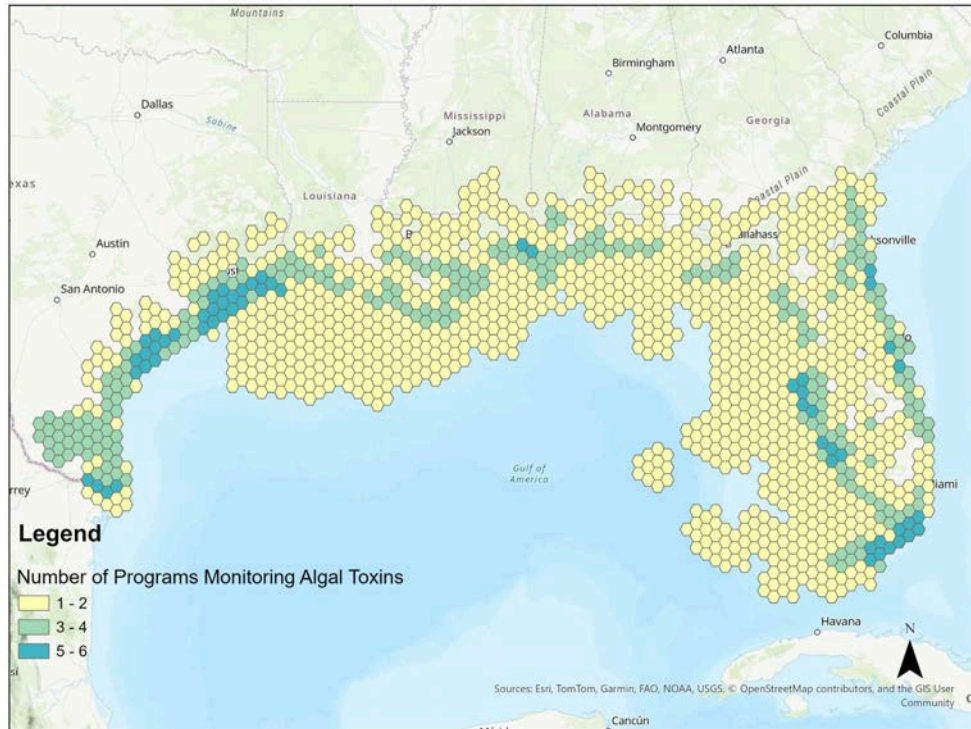 Mountains
Columbia
Atlanta
Birmingham
Dallas
Coastal Plain
Sabine
Mississippi
Alabama
Georgia
Jackson
Montgomery
exas
Louisiana
Coastal Plain
Austin
San Antonio
Gulf of
America
Legend
Number of Programs Monitoring Algal Toxins
1 - 2
3 - 4
5 - 6
Havana
N
Sources: Esri, TomTom, Garmin, FAO, NOAA, USGS, © OpenStreetMap contributors, and the GIS User
Community
Cancún